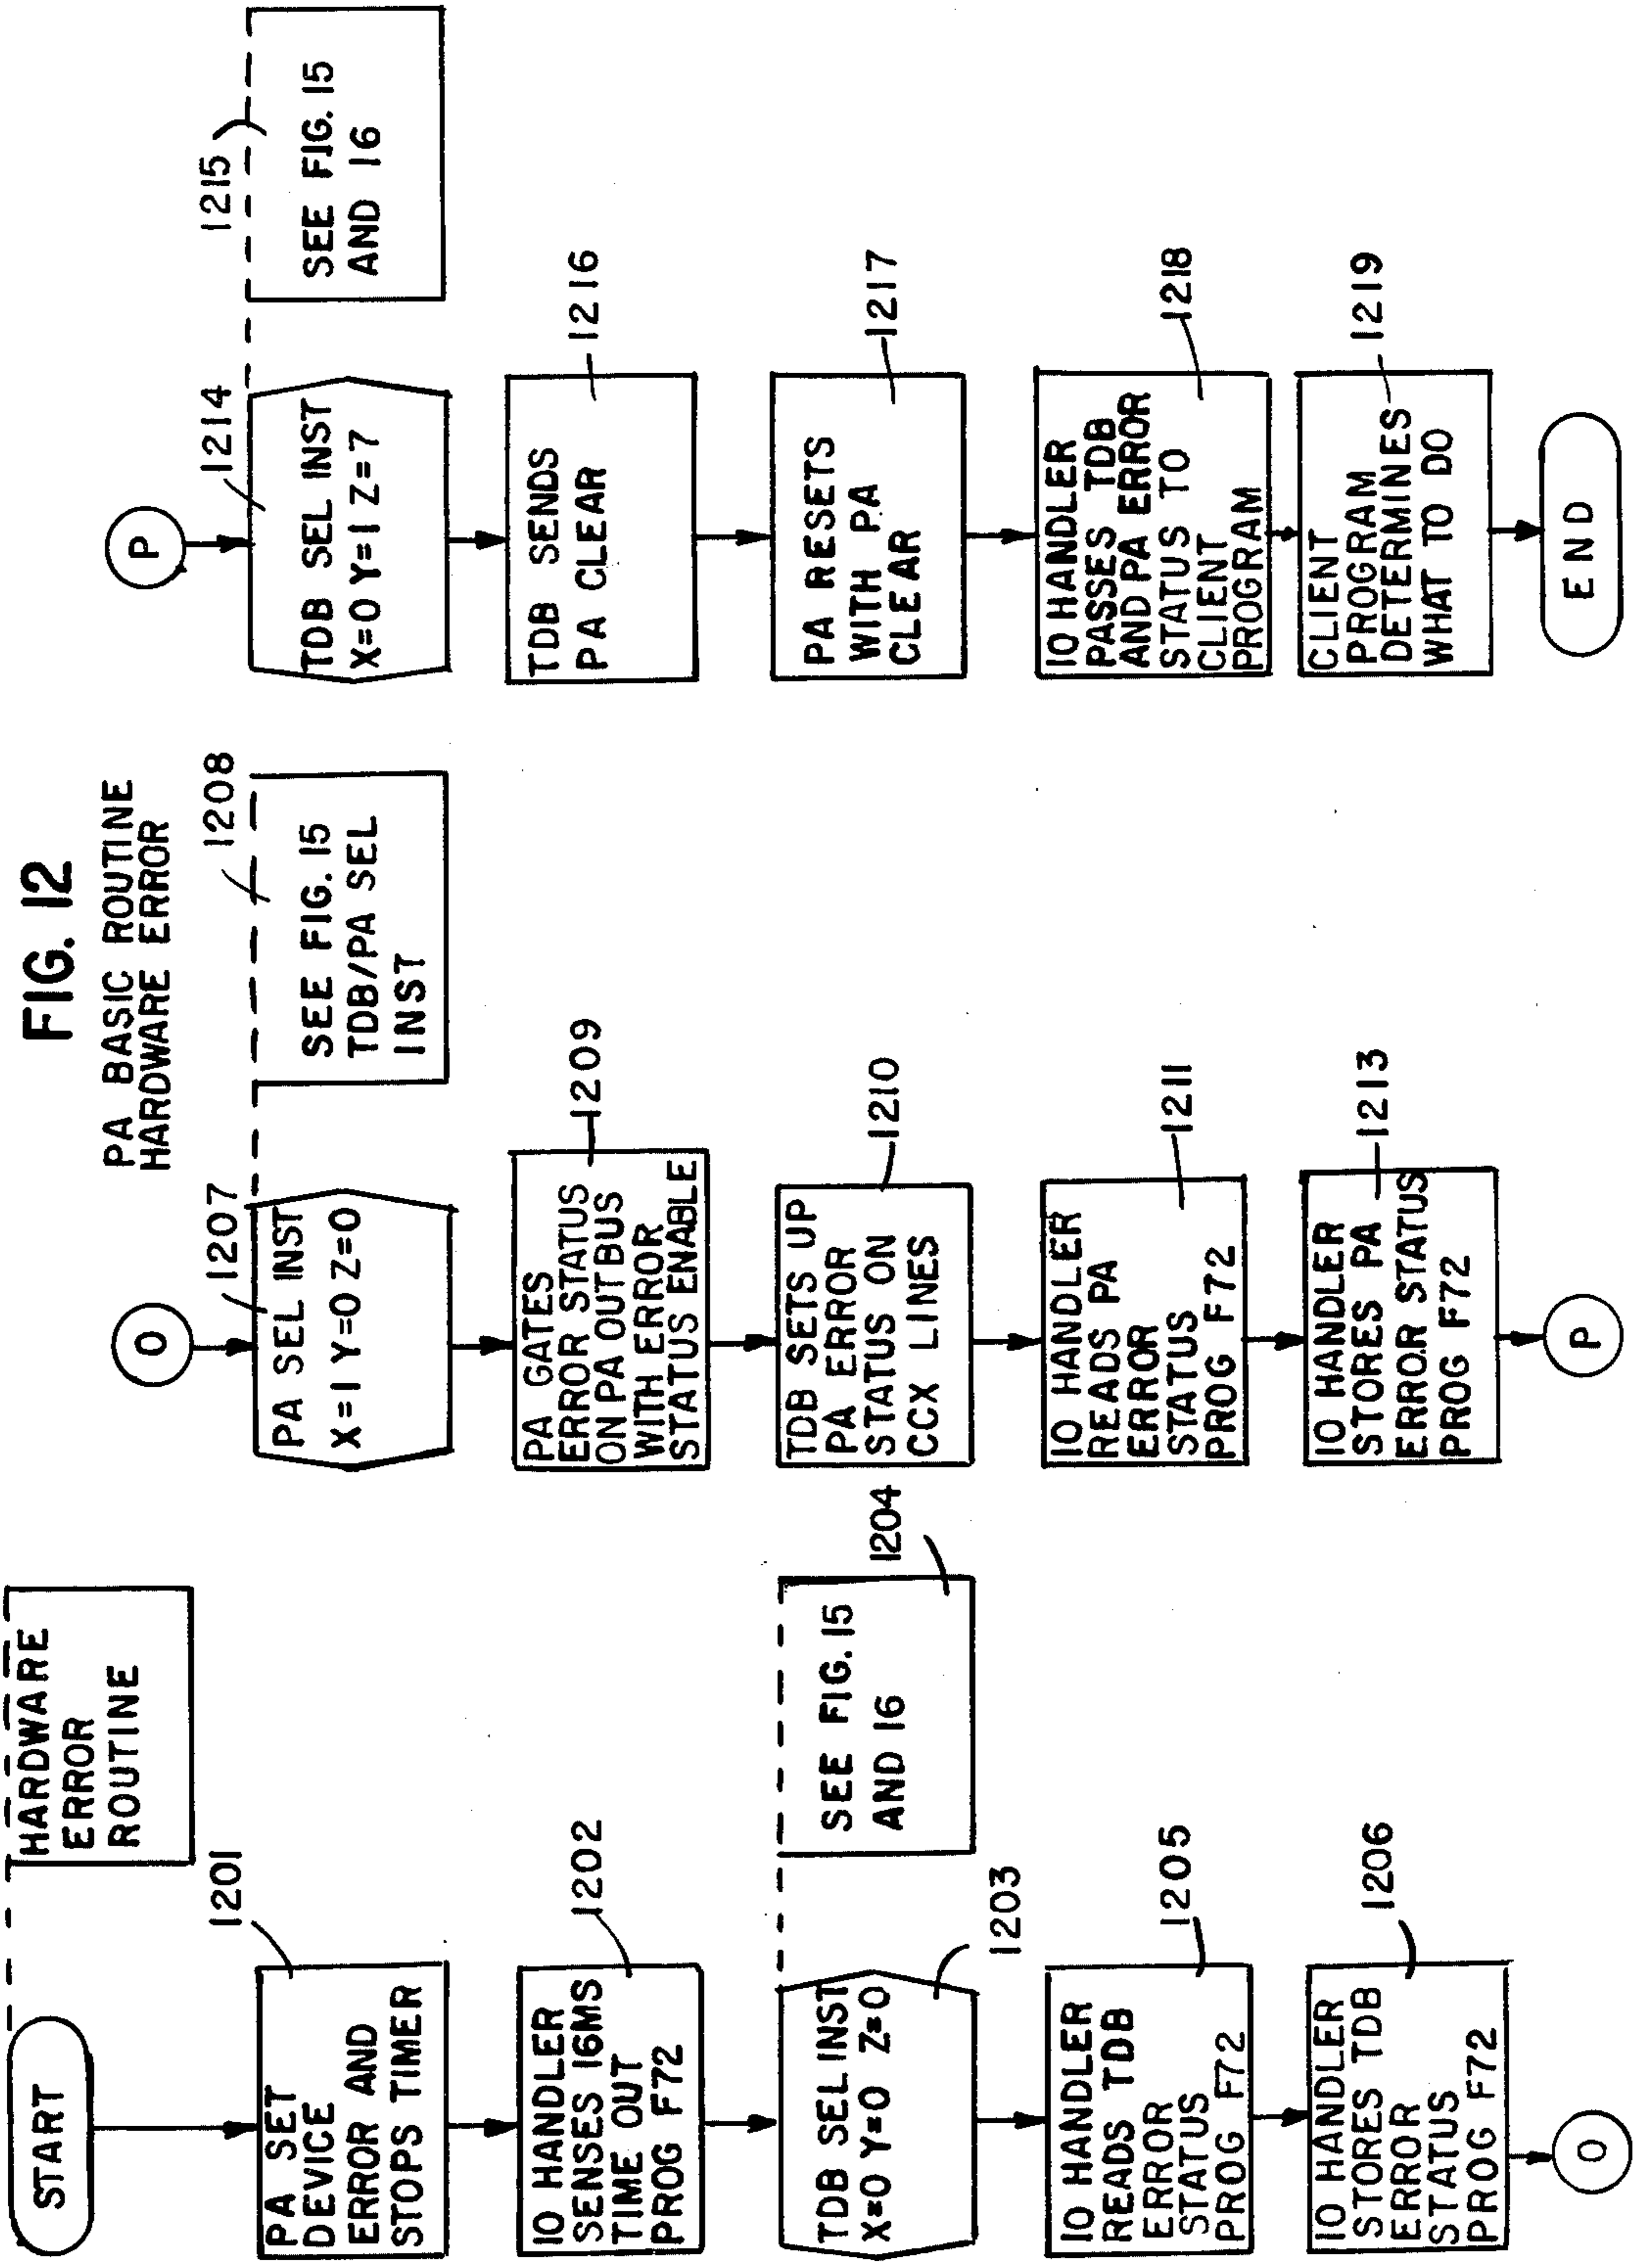 FIG. 12
PA BASIC ROUTINE
HARDWARE ERROR
START
HARDWARE
ERROR
ROUTINE
1201
PA SET
DEVICE
ERROR AND
STOPS TIMER
1202
IO HANDLER
SENSES 16MS
TIME OUT
PROG F72
1203
TDB SEL INST
X=0 Y=0 Z=0
1204
SEE FIG. 15
AND 16
1205
IO HANDLER
READS TDB
ERROR
STATUS
PROG F72
1206
IO HANDLER
STORES TDB
ERROR
STATUS
PROG F72
O
O
1207
PA SEL INST
X=1 Y=0 Z=0
1208
SEE FIG. 15
TDB/PA SEL
INST
1209
PA GATES
ERROR STATUS
ON PA OUTBUS
WITH ERROR
STATUS ENABLE
1210
TDB SETS UP
PA ERROR
STATUS ON
CCX LINES
1211
IO HANDLER
READS PA
ERROR
STATUS
PROG F72
1213
IO HANDLER
STORES PA
ERROR STATUS
PROG F72
P
P
1214
TDB SEL INST
X=0 Y=1 Z=7
1215
SEE FIG. 15
AND 16
1216
TDB SENDS
PA CLEAR
1217
PA RESETS
WITH PA
CLEAR
1218
IO HANDLER
PASSES TDB
AND PA ERROR
STATUS TO
CLIENT
PROGRAM
1219
CLIENT
PROGRAM
DETERMINES
WHAT TO DO
END